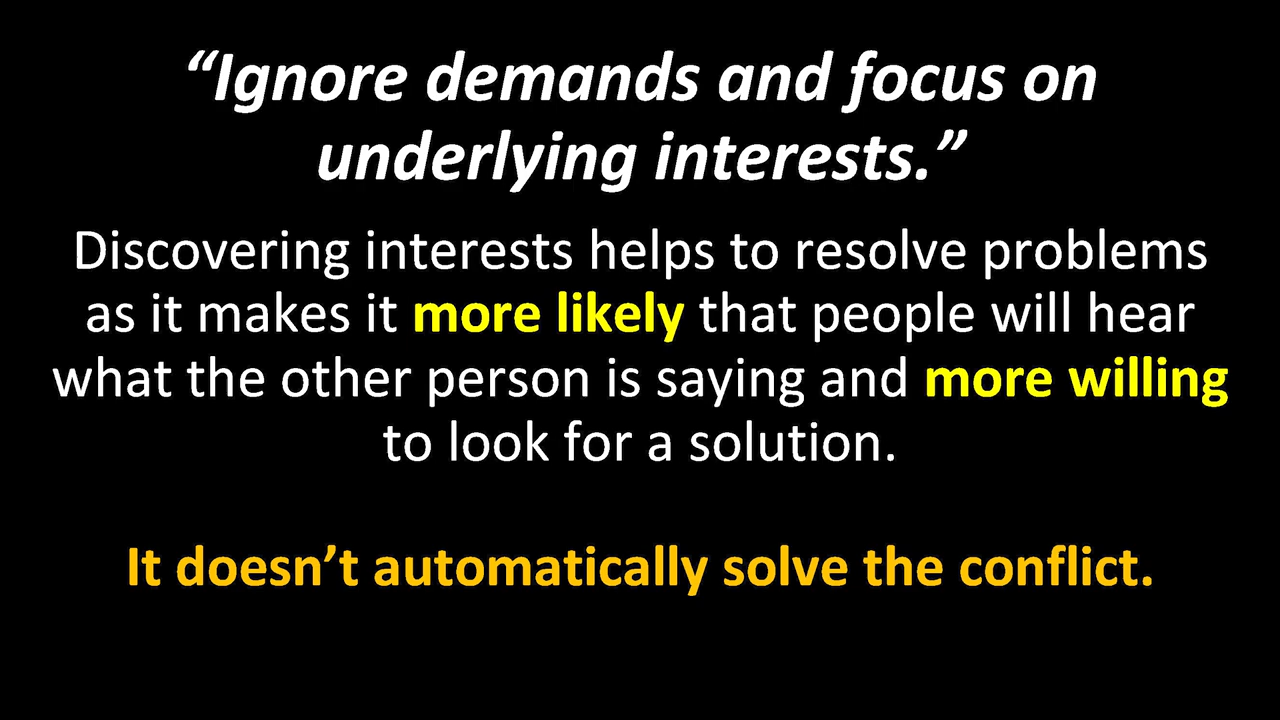 “Ignore demands and focus on
underlying interests.”
Discovering interests helps to resolve problems
as it makes it more likely that people will hear
what the other person is saying and more willing
to look for a solution.
It doesn’t automatically solve the conflict.